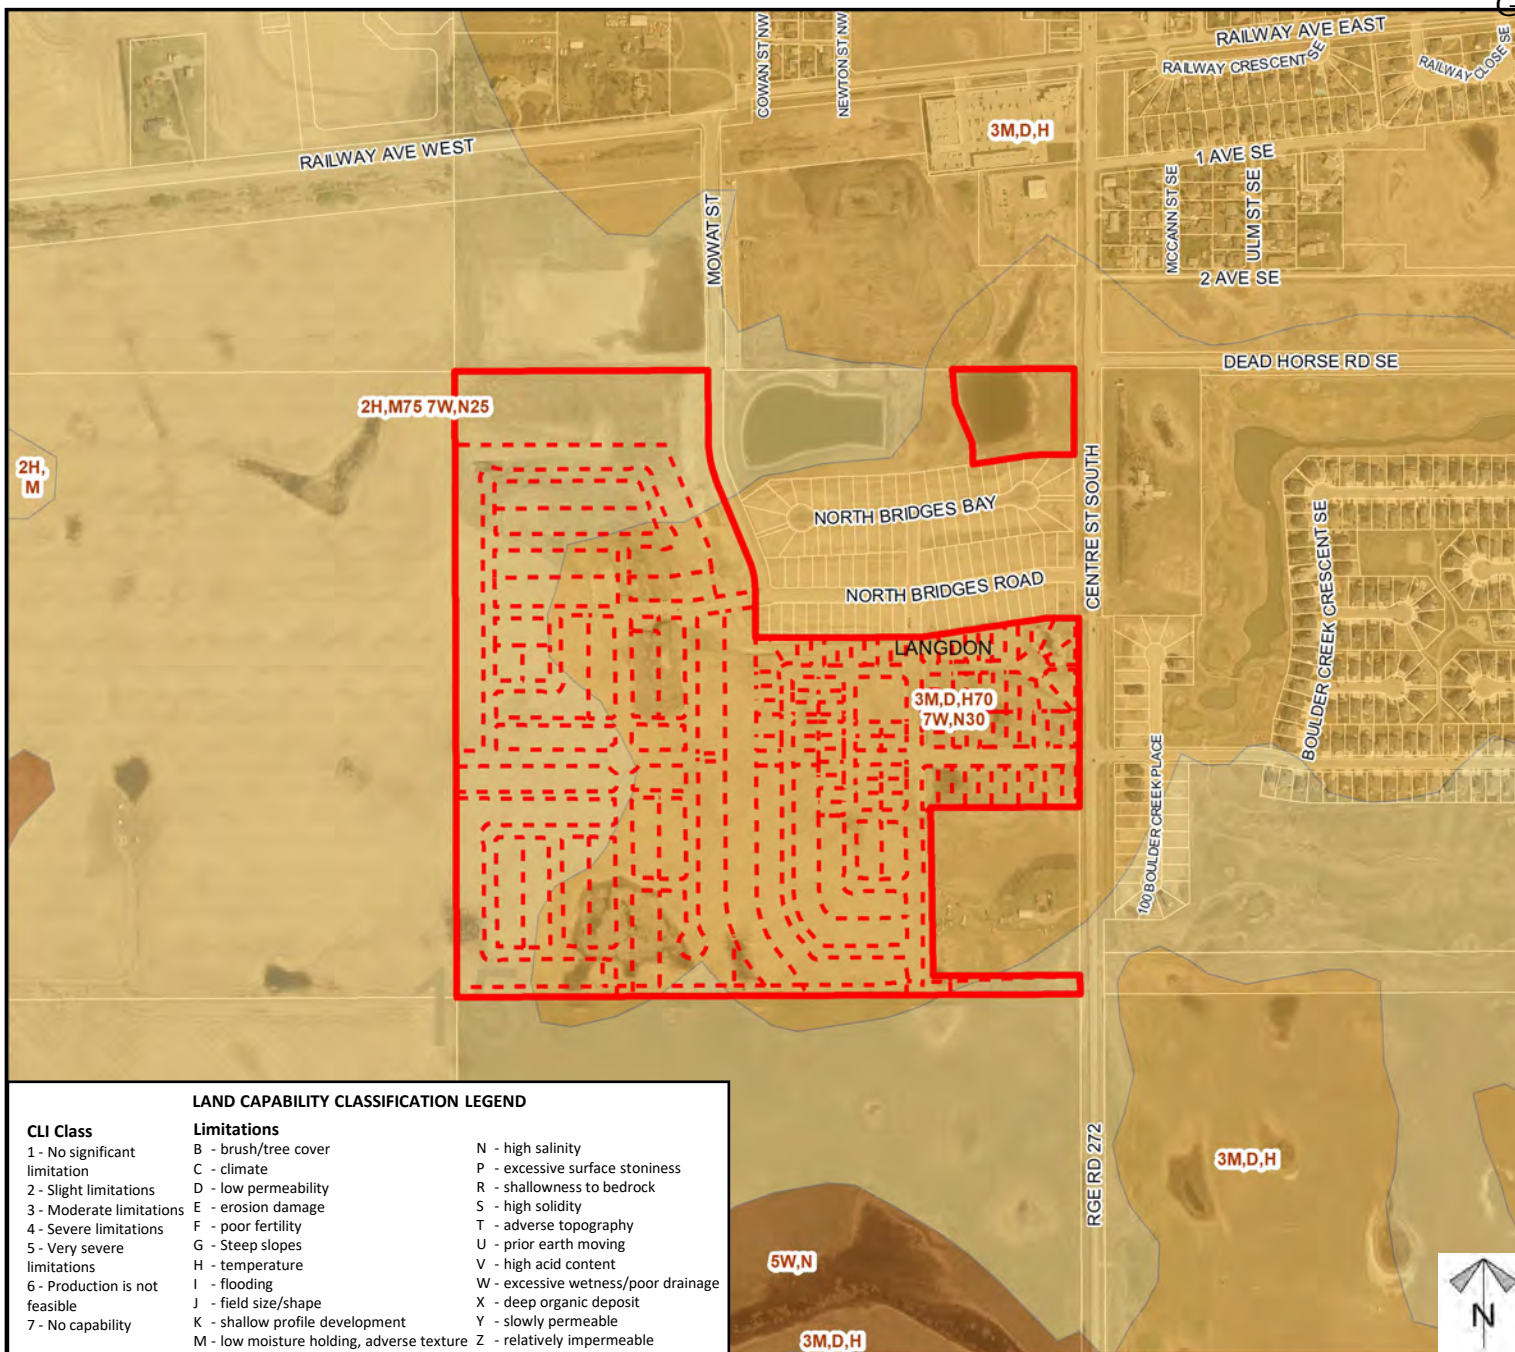 RAILWAY AVE EAST
RAILWAY CRESCENT SE
RAILWAY CLOSE SE
COWAN ST NW
NEWTON ST NW
3M,D,H
RAILWAY AVE WEST
1 AVE SE
MCCANN ST SE
ULM ST SE
MOWAT ST
2 AVE SE
DEAD HORSE RD SE
2H,M75 7W,N25
2H,
M
CENTRE ST SOUTH
NORTH BRIDGES BAY
BOULDER CREEK CRESCENT SE
NORTH BRIDGES ROAD
LANGDON
3M,D,H70
7W,N30
100 BOULDER CREEK PLACE
RGE RD 272
3M,D,H
5W,N
3M,D,H
N
LAND CAPABILITY CLASSIFICATION LEGEND
CLI Class
1 - No significant
limitation
2 - Slight limitations
3 - Moderate limitations
4 - Severe limitations
5 - Very severe
limitations
6 - Production is not
feasible
7 - No capability
Limitations
B - brush/tree cover
C - climate
D - low permeability
E - erosion damage
F - poor fertility
G - Steep slopes
H - temperature
I - flooding
J - field size/shape
K - shallow profile development
M - low moisture holding, adverse texture
N - high salinity
P - excessive surface stoniness
R - shallowness to bedrock
S - high solidity
T - adverse topography
U - prior earth moving
V - high acid content
W - excessive wetness/poor drainage
X - deep organic deposit
Y - slowly permeable
Z - relatively impermeable